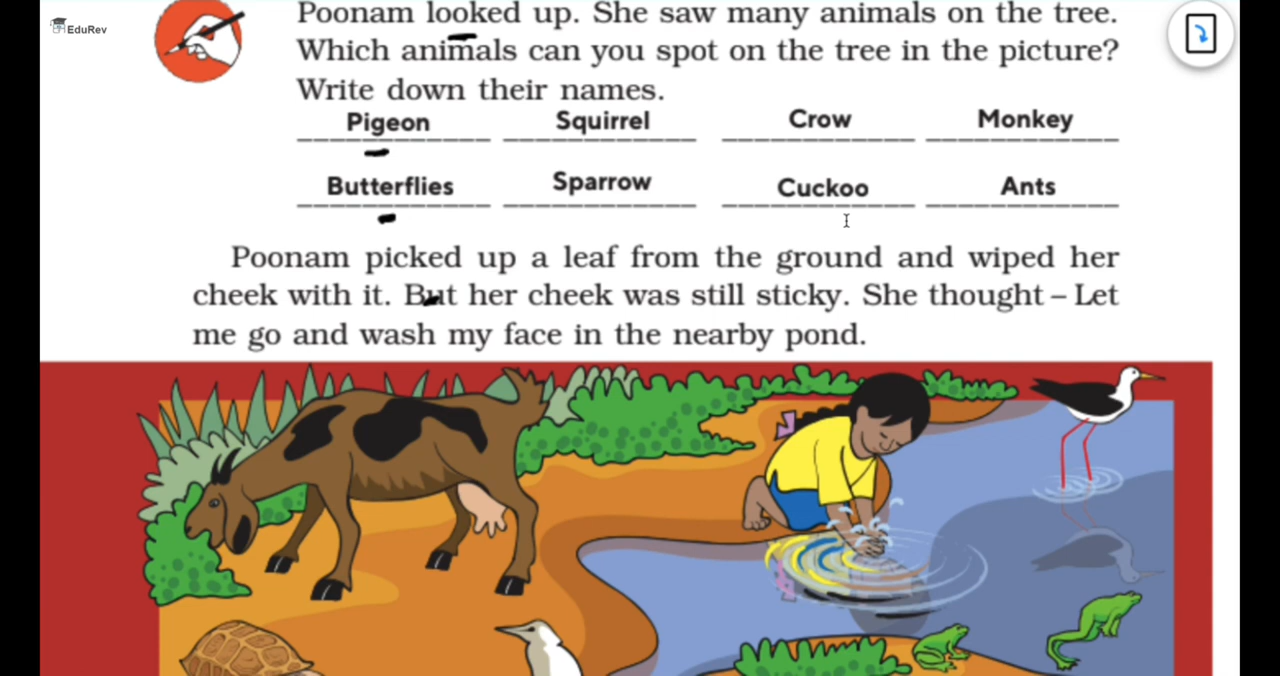 EduRev
Poonam looked up. She saw many animals on the tree.
Which animals can you spot on the tree in the picture?
Write down their names.
Pigeon Squirrel Crow Monkey
Butterflies Sparrow Cuckoo Ants
Poonam picked up a leaf from the ground and wiped her
cheek with it. But her cheek was still sticky. She thought – Let
me go and wash my face in the nearby pond.